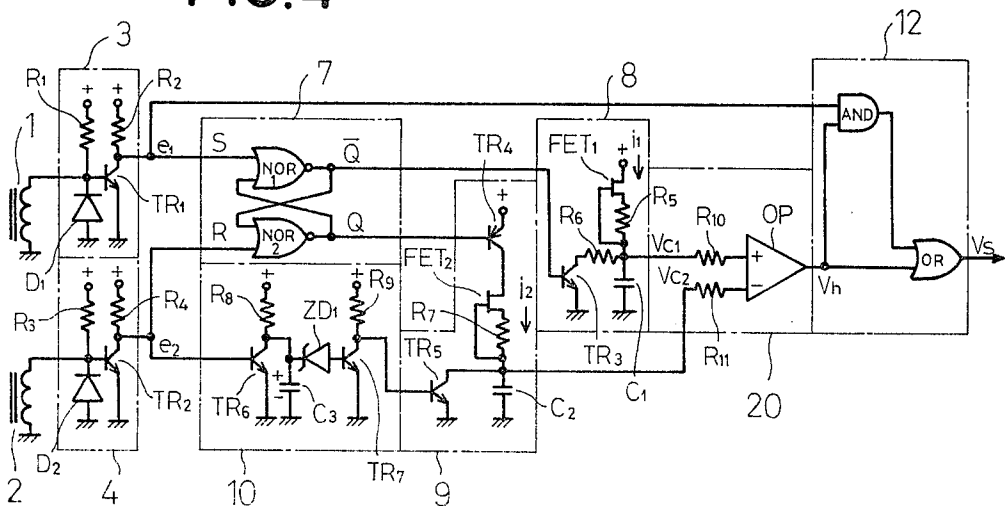 FIG.4
12
3
7
8
R1
R2
+
+
1
e1
S
NOR
1
Q̅
TR4
+
FET1
i1
+
AND
TR1
D1
R
NOR
2
Q
R6
R5
VC1
R10
OP
+
−
VC2
Vh
OR
VS
FET2
+
+
R3
R4
e2
+
R8
ZD1
+
R9
R7
i2
TR5
TR3
C1
R11
20
TR2
D2
TR6
+
−
C3
TR7
C2
2
4
10
9